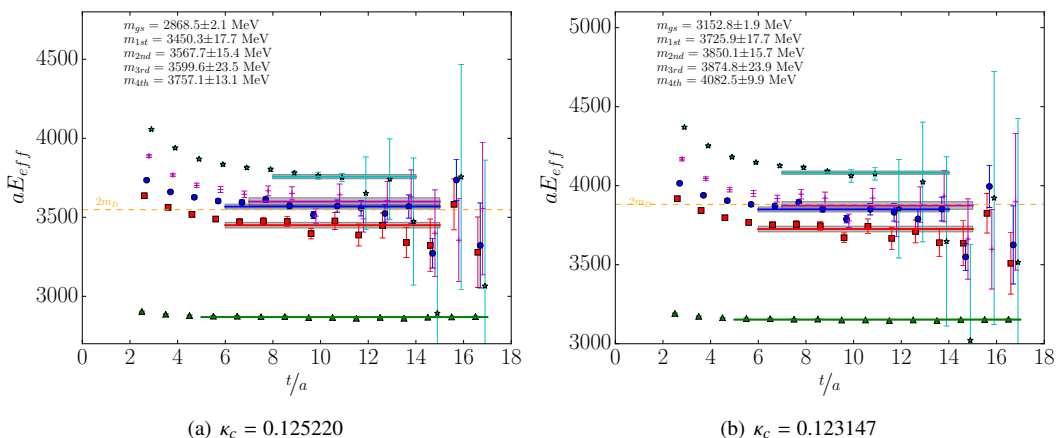 m_gs = 2868.5±2.1 MeV
m_1st = 3450.3±17.7 MeV
m_2nd = 3567.7±15.4 MeV
m_3rd = 3599.6±23.5 MeV
m_4th = 3757.1±13.1 MeV
4500
4000
3500
3000
aE_eff
2m_D
0 2 4 6 8 10 12 14 16 18
t/a
(a) κ_c = 0.125220
m_gs = 3152.8±1.9 MeV
m_1st = 3725.9±17.7 MeV
m_2nd = 3850.1±15.7 MeV
m_3rd = 3874.8±23.9 MeV
m_4th = 4082.5±9.9 MeV
5000
4500
4000
3500
3000
aE_eff
2m_D
0 2 4 6 8 10 12 14 16 18
t/a
(b) κ_c = 0.123147